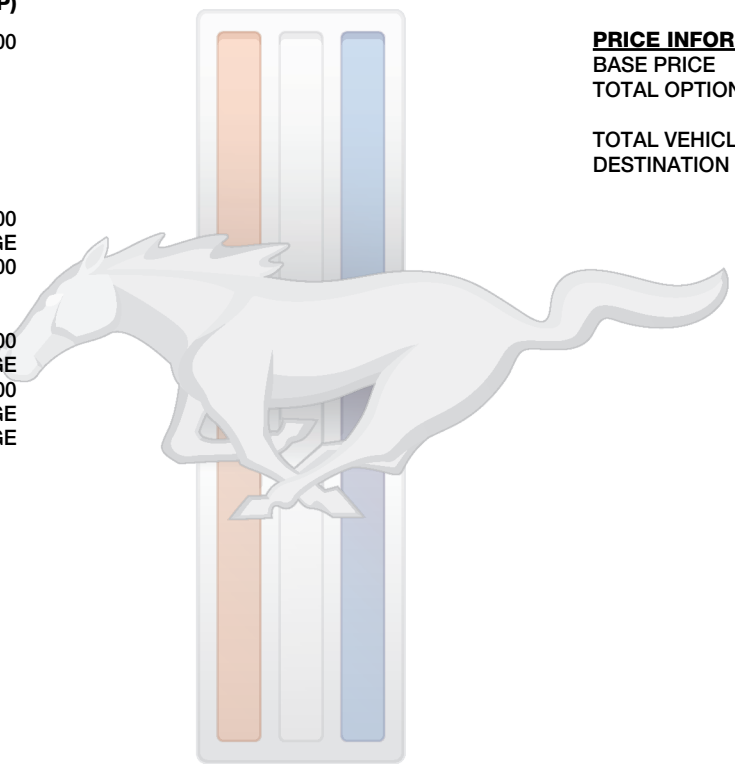 P)
00
00
GE
00
00
GE
00
GE
GE
PRICE INFOR
BASE PRICE
TOTAL OPTION
TOTAL VEHICL
DESTINATION